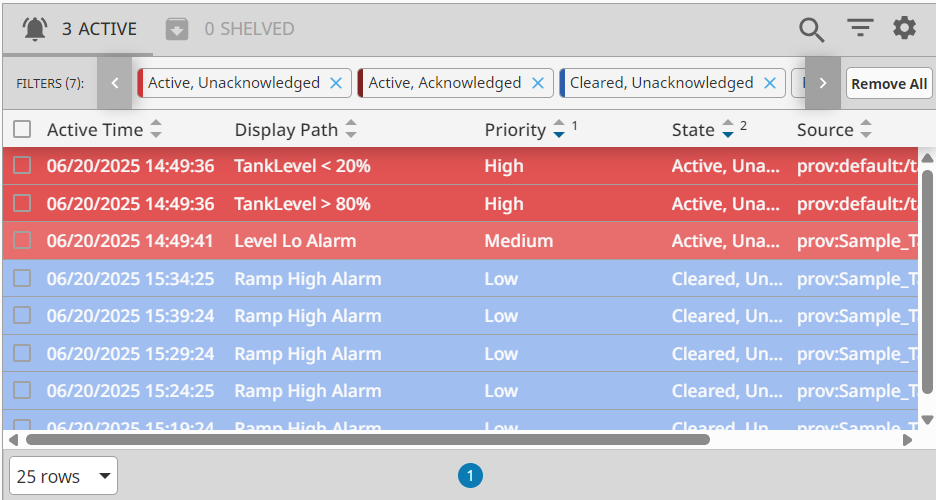 3 ACTIVE 0 SHELVED
FILTERS (7): Active, Unacknowledged Active, Acknowledged Cleared, Unacknowledged Remove All
Active Time Display Path Priority 1 State 2 Source
06/20/2025 14:49:36 TankLevel < 20% High Active, Una... prov:default:/t
06/20/2025 14:49:36 TankLevel > 80% High Active, Una... prov:default:/t
06/20/2025 14:49:41 Level Lo Alarm Medium Active, Una... prov:Sample_T
06/20/2025 15:34:25 Ramp High Alarm Low Cleared, Un... prov:Sample_T
06/20/2025 15:39:24 Ramp High Alarm Low Cleared, Un... prov:Sample_T
06/20/2025 15:29:24 Ramp High Alarm Low Cleared, Un... prov:Sample_T
06/20/2025 15:24:25 Ramp High Alarm Low Cleared, Un... prov:Sample_T
06/20/2025 15:19:24 Ramp High Alarm Low Cleared, Un... prov:Sample_T
25 rows 1